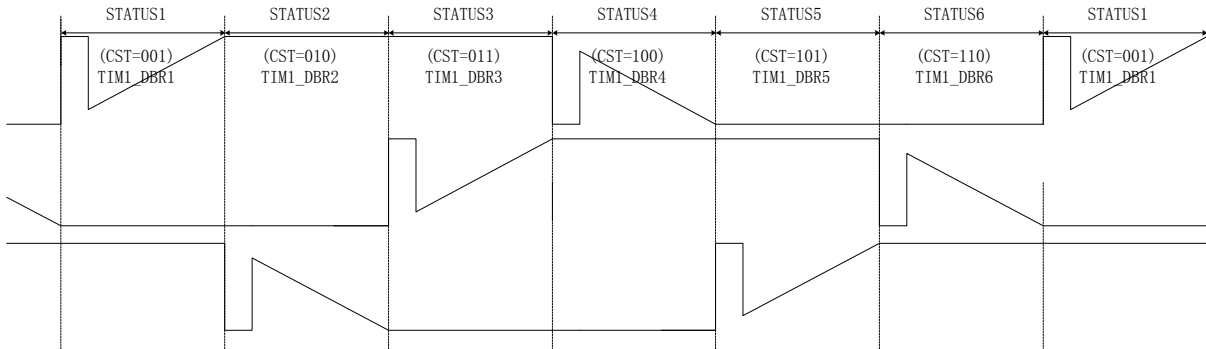 STATUS1 STATUS2 STATUS3 STATUS4 STATUS5 STATUS6 STATUS1
(CST=001) (CST=010) (CST=011) (CST=100) (CST=101) (CST=110) (CST=001)
TIM1_DBR1 TIM1_DBR2 TIM1_DBR3 TIM1_DBR4 TIM1_DBR5 TIM1_DBR6 TIM1_DBR1